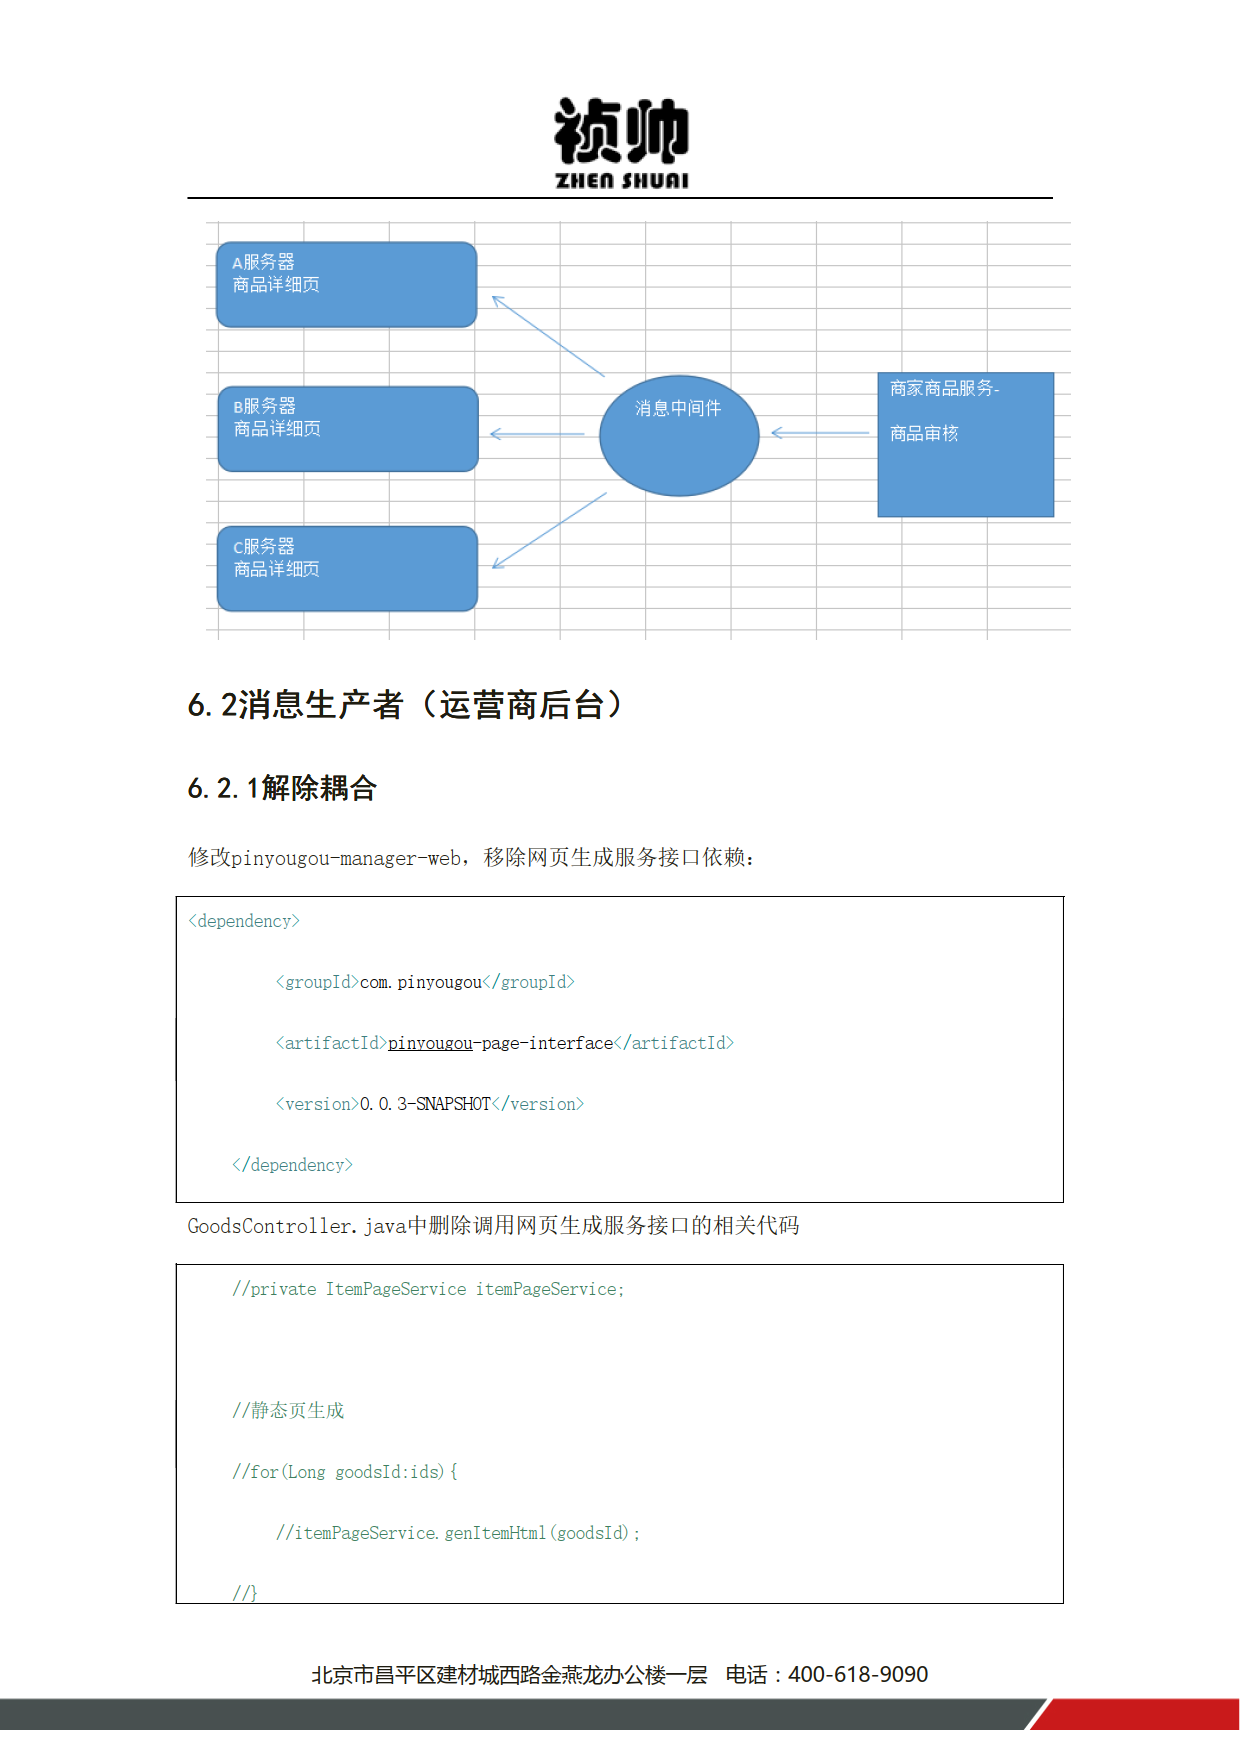 祯帅
ZHEN SHUAI
A服务器
商品详细页
B服务器
商品详细页
C服务器
商品详细页
消息中间件
商家商品服务-
商品审核
6.2消息生产者（运营商后台）
6.2.1解除耦合
修改pinyougou-manager-web，移除网页生成服务接口依赖：
<dependency>
<groupId>com.pinyougou</groupId>
<artifactId>pinyougou-page-interface</artifactId>
<version>0.0.3-SNAPSHOT</version>
</dependency>
GoodsController.java中删除调用网页生成服务接口的相关代码
//private ItemPageService itemPageService;
//静态页生成
//for(Long goodsId:ids){
//itemPageService.genItemHtml(goodsId);
//}
北京市昌平区建材城西路金燕龙办公楼一层 电话：400-618-9090